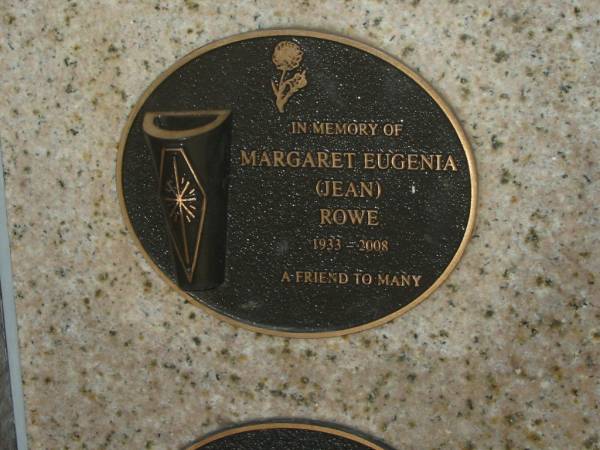 IN MEMORY OF
MARGARET EUGENIA
(JEAN)
ROWE
1933 - 2008
A FRIEND TO MANY